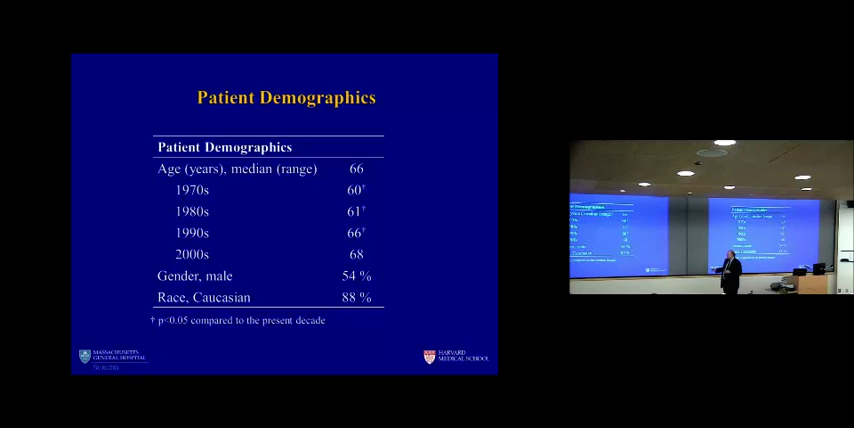 Patient Demographics
Patient Demographics
Age (years), median (range) 66
1970s 60†
1980s 61†
1990s 66†
2000s 68
Gender, male 54 %
Race, Caucasian 88 %
† p<0.05 compared to the present decade
MASSACHUSETTS
GENERAL HOSPITAL
SURGERY
HARVARD
MEDICAL SCHOOL